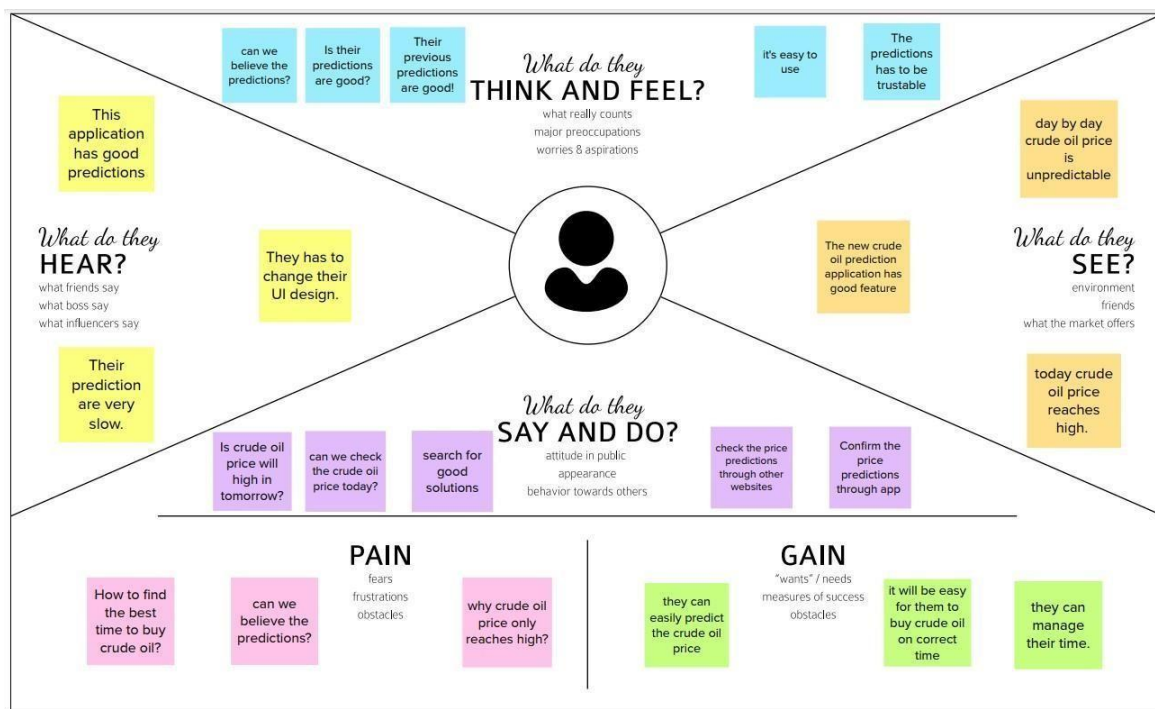 can we
believe the
predictions?
Is their
predictions
are good?
Their
previous
predictions
are good!
What do they
THINK AND FEEL?
what really counts
major preoccupations
worries & aspirations
it's easy to
use
The
predictions
has to be
trustable
This
application
has good
predictions
What do they
HEAR?
what friends say
what boss say
what influencers say
They has to
change their
UI design.
Their
prediction
are very
slow.
day by day
crude oil price
is
unpredictable
The new crude
oil prediction
application has
good feature
What do they
SEE?
environment
friends
what the market offers
today crude
oil price
reaches
high.
What do they
SAY AND DO?
attitude in public
appearance
behavior towards others
Is crude oil
price will
high in
tomorrow?
can we check
the crude oil
price today?
search for
good
solutions
check the price
predictions
through other
websites
Confirm the
price
predictions
through app
PAIN
fears
frustrations
obstacles
How to find
the best
time to buy
crude oil?
can we
believe the
predictions?
why crude oil
price only
reaches high?
GAIN
"wants" / needs
measures of success
obstacles
they can
easily predict
the crude oil
price
it will be easy
for them to
buy crude oil
on correct
time
they can
manage
their time.